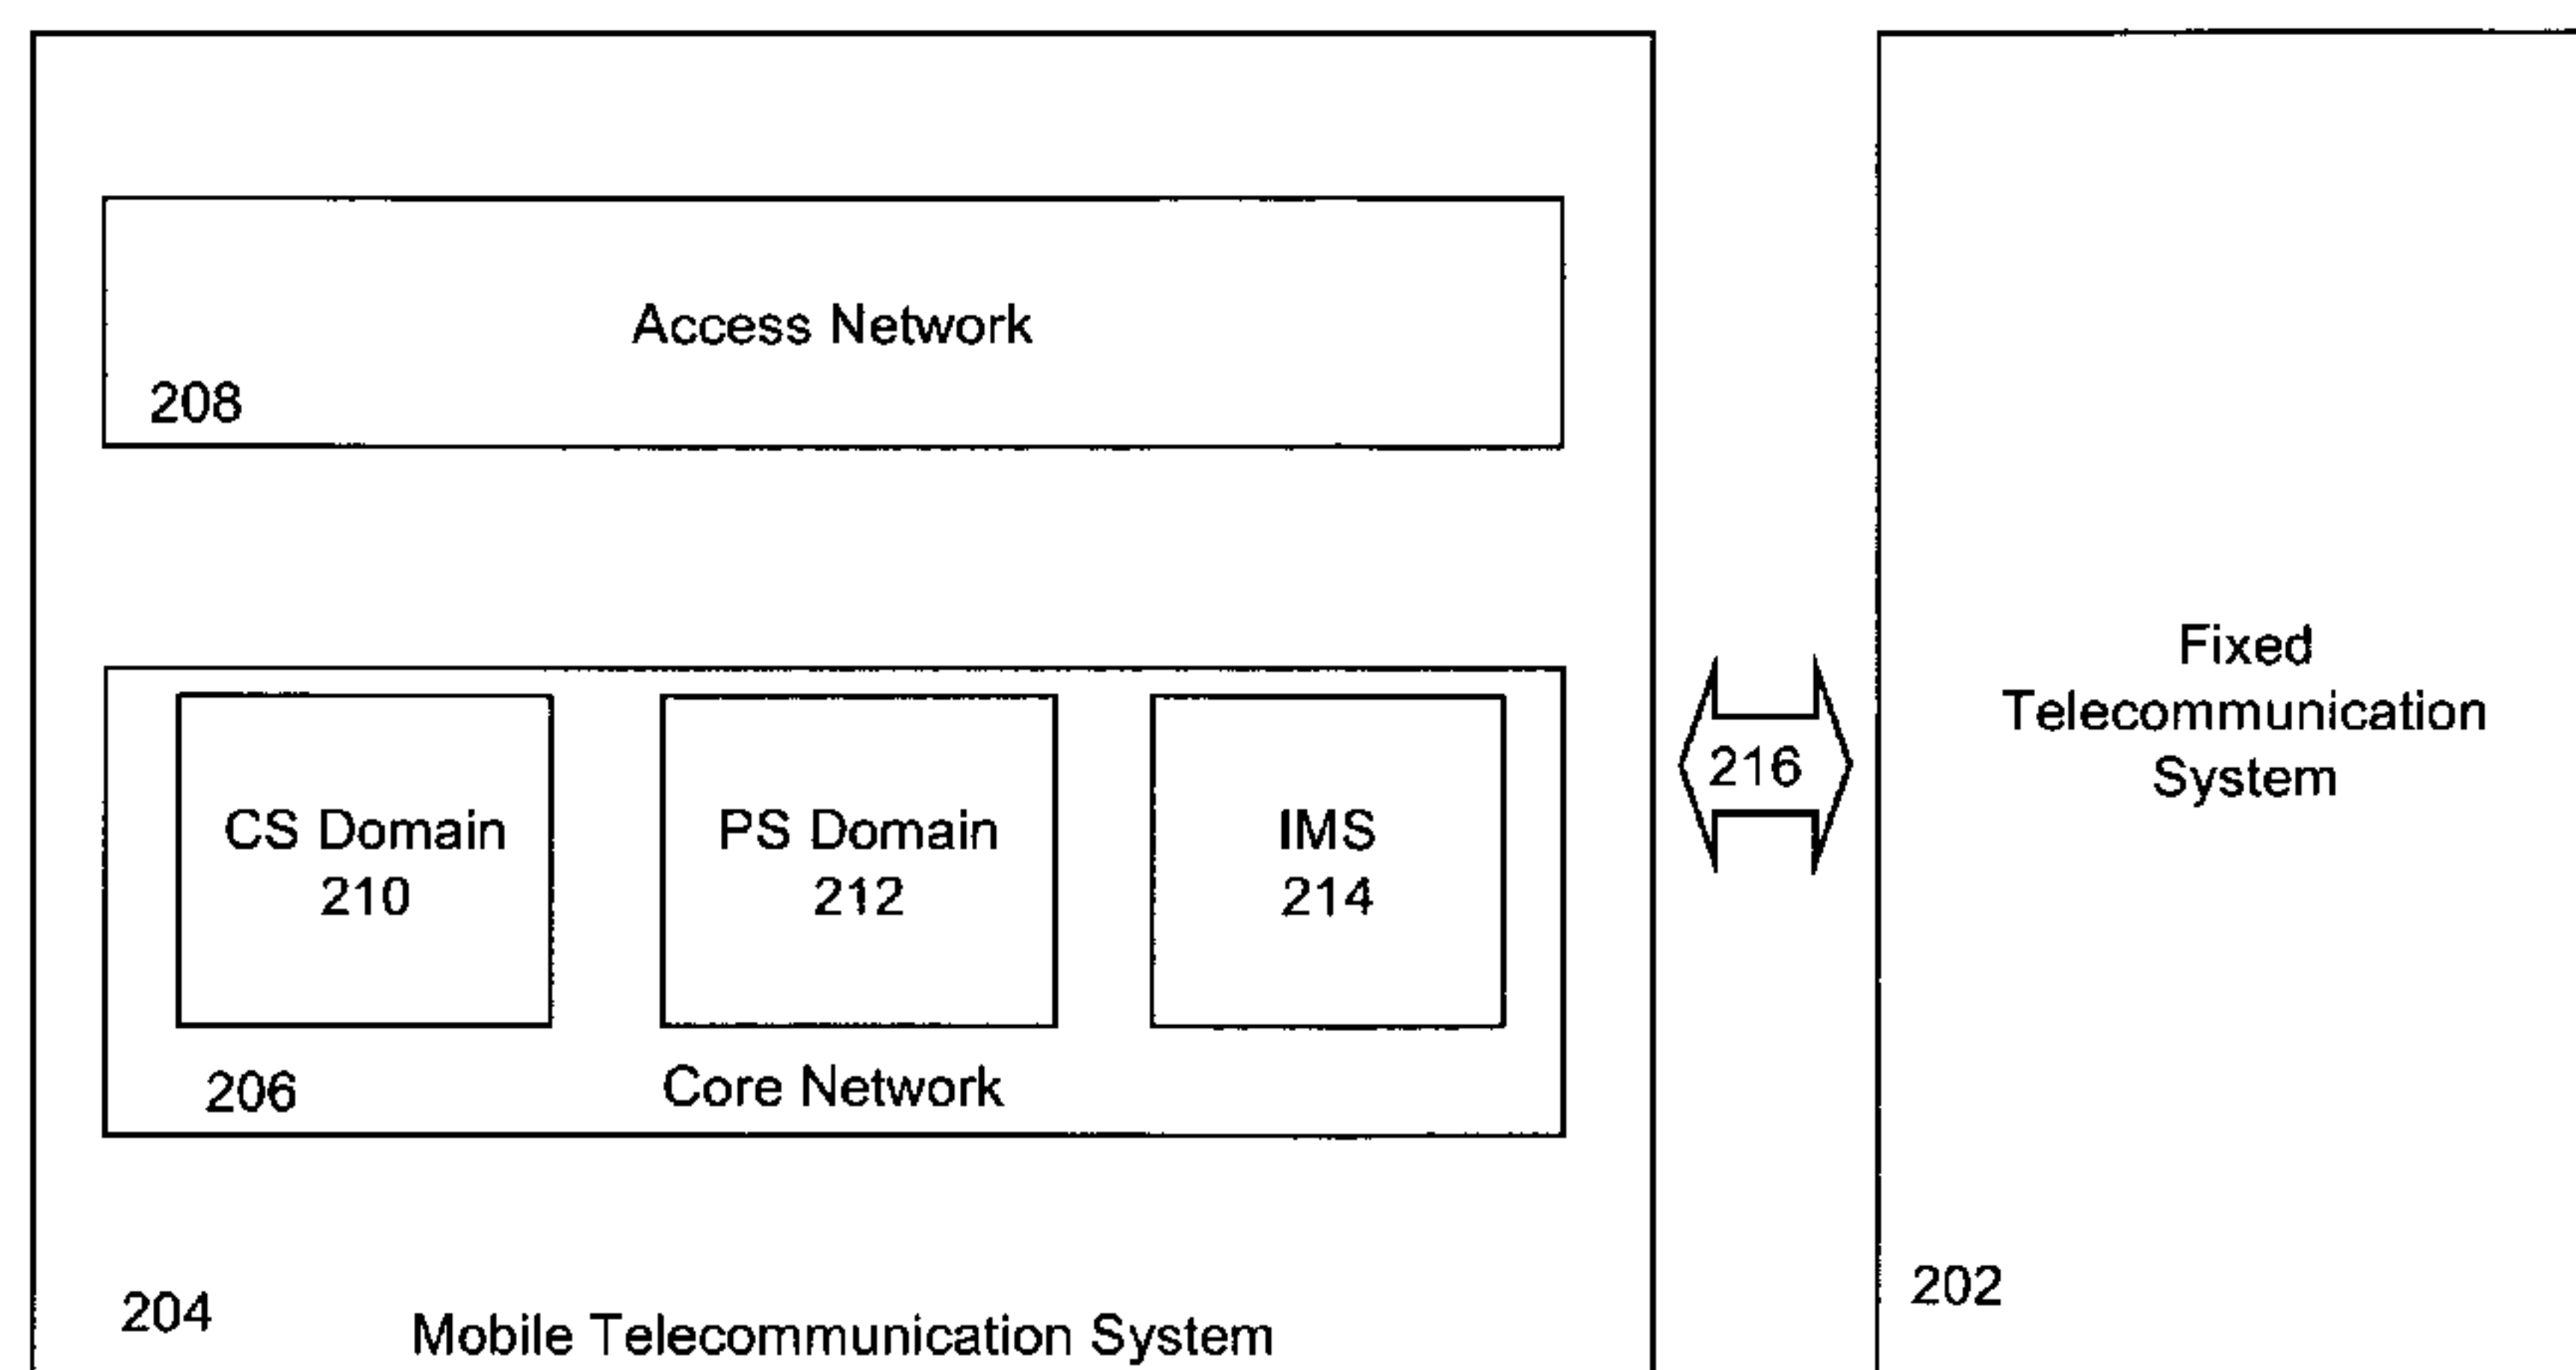 Access Network
208
CS Domain
210
PS Domain
212
IMS
214
206
Core Network
204
Mobile Telecommunication System
216
Fixed
Telecommunication
System
202